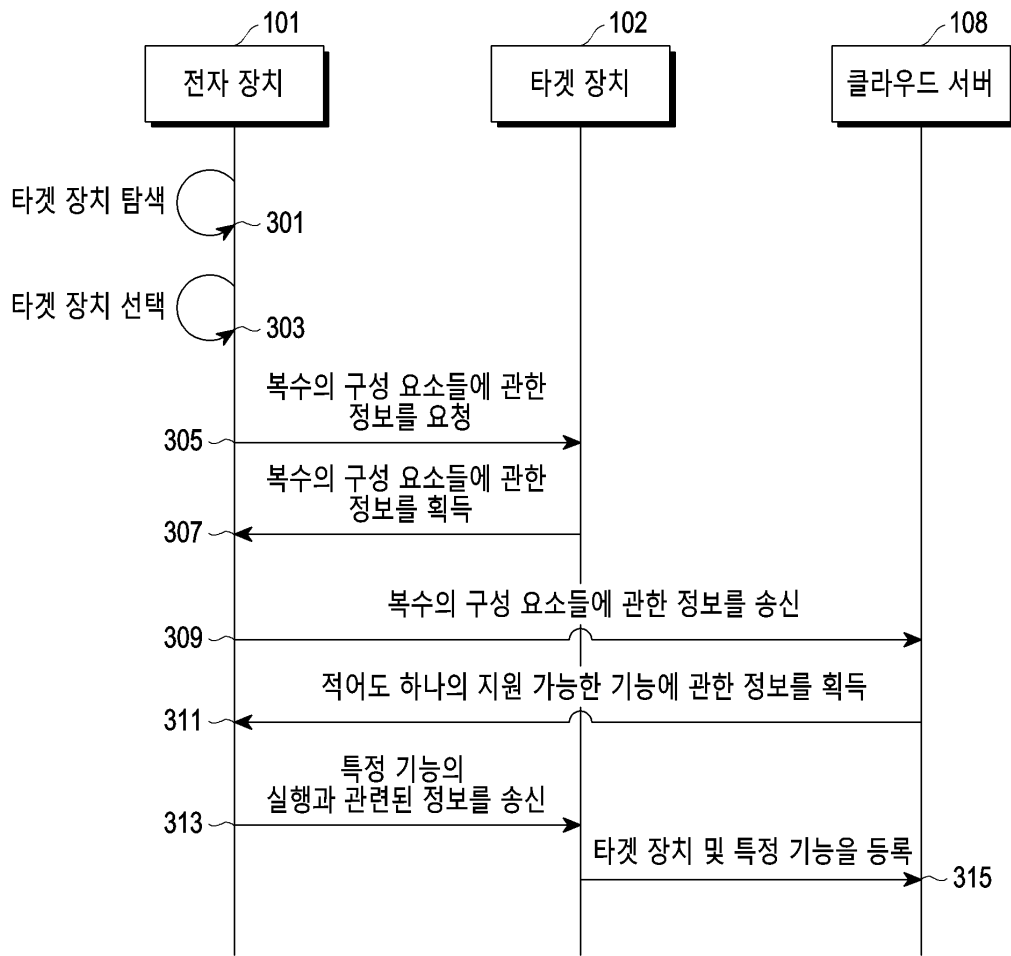 101
102
108
전자 장치
타겟 장치
클라우드 서버
타겟 장치 탐색
301
타겟 장치 선택
303
복수의 구성 요소들에 관한
정보를 요청
305
복수의 구성 요소들에 관한
정보를 획득
307
복수의 구성 요소들에 관한 정보를 송신
309
적어도 하나의 지원 가능한 기능에 관한 정보를 획득
311
특정 기능의
실행과 관련된 정보를 송신
313
타겟 장치 및 특정 기능을 등록
315